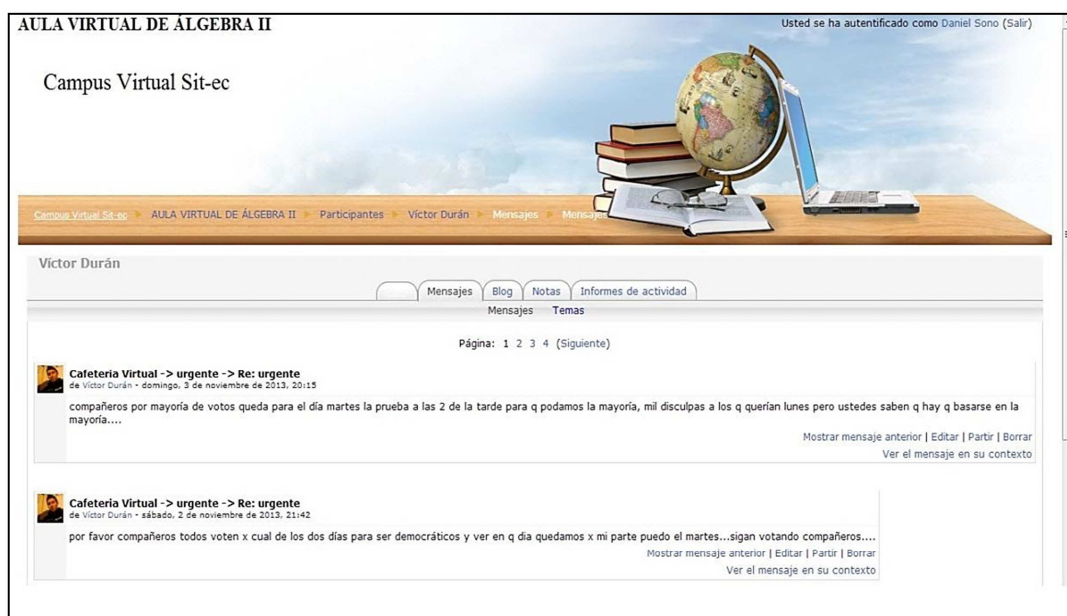 AULA VIRTUAL DE ÁLGEBRA II
Usted se ha autentificado como Daniel Sono (Salir)
Campus Virtual Sit-ec
Campus Virtual Sit-ec ► AULA VIRTUAL DE ÁLGEBRA II ► Participantes ► Víctor Durán ► Mensajes ► Mensajes
Víctor Durán
Mensajes Blog Notas Informes de actividad
Mensajes Temas
Página: 1 2 3 4 (Siguiente)
Cafeteria Virtual -> urgente -> Re: urgente
de Víctor Durán - domingo, 3 de noviembre de 2013, 20:15
compañeros por mayoría de votos queda para el día martes la prueba a las 2 de la tarde para q podamos la mayoría, mil disculpas a los q querían lunes pero ustedes saben q hay q basarse en la
mayoría....
Mostrar mensaje anterior | Editar | Partir | Borrar
Ver el mensaje en su contexto
Cafeteria Virtual -> urgente -> Re: urgente
de Víctor Durán - sábado, 2 de noviembre de 2013, 21:42
por favor compañeros todos voten x cual de los dos días para ser democráticos y ver en q dia quedamos x mi parte puedo el martes...sigan votando compañeros....
Mostrar mensaje anterior | Editar | Partir | Borrar
Ver el mensaje en su contexto